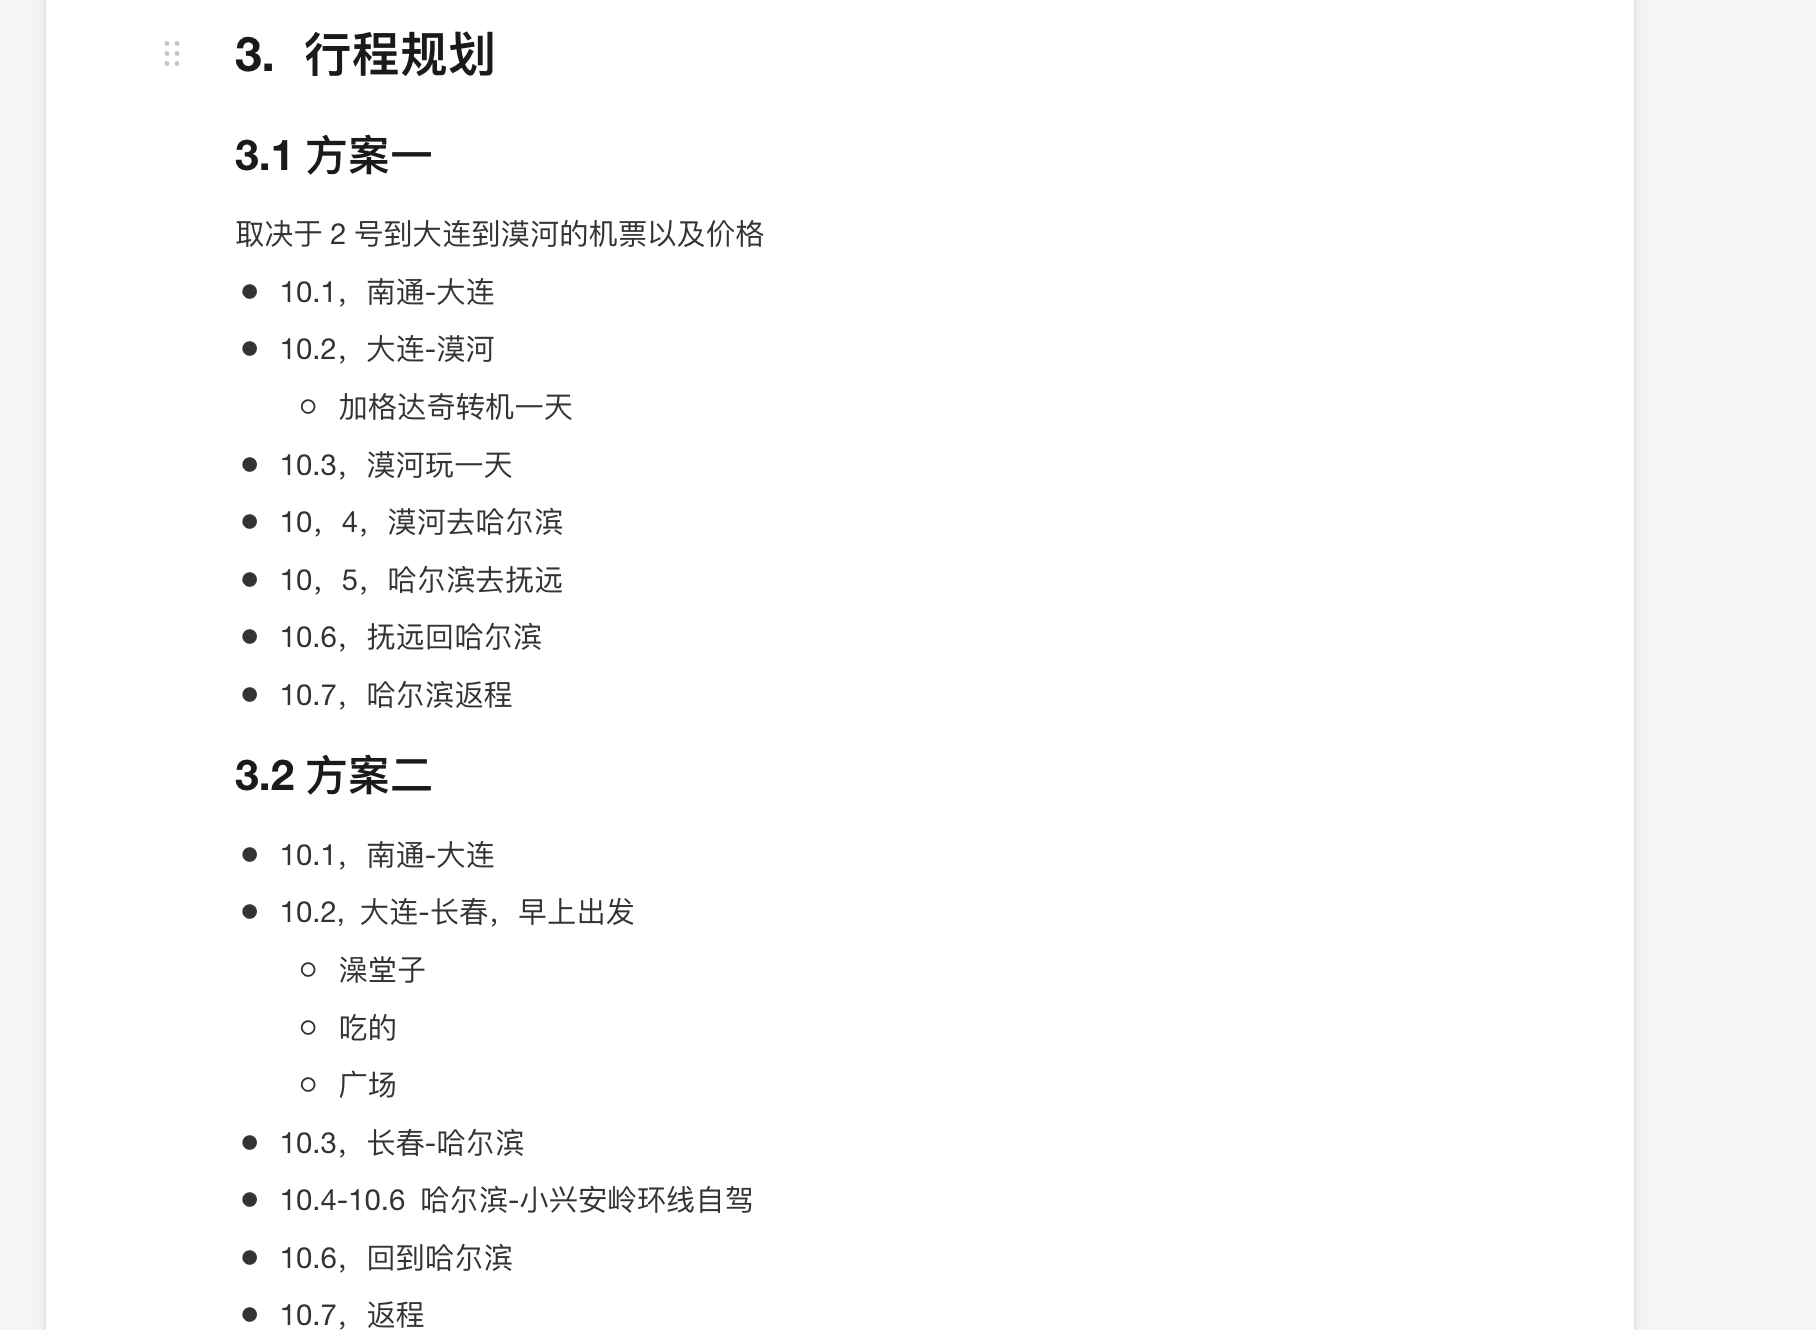 3. 行程规划
3.1 方案一
取决于 2 号到大连到漠河的机票以及价格
10.1，南通-大连
10.2，大连-漠河
加格达奇转机一天
10.3，漠河玩一天
10，4，漠河去哈尔滨
10，5，哈尔滨去抚远
10.6，抚远回哈尔滨
10.7，哈尔滨返程
3.2 方案二
10.1，南通-大连
10.2, 大连-长春，早上出发
澡堂子
吃的
广场
10.3，长春-哈尔滨
10.4-10.6 哈尔滨-小兴安岭环线自驾
10.6，回到哈尔滨
10.7，返程